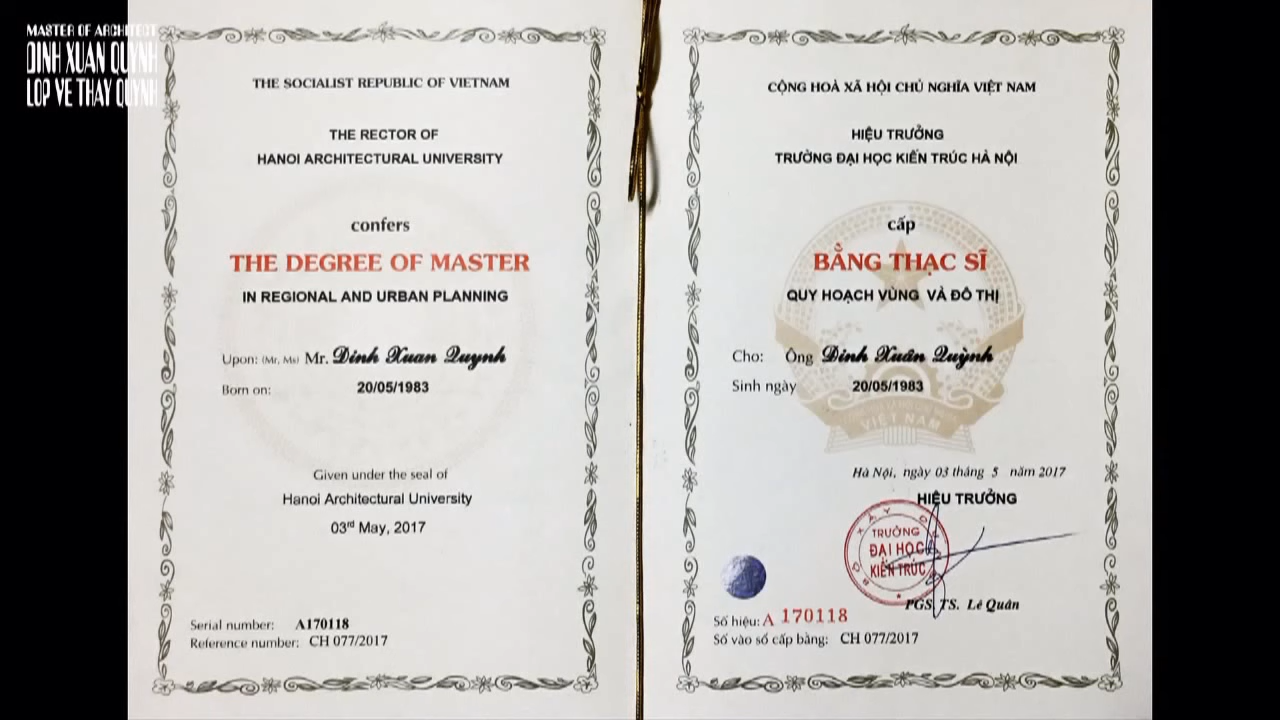 MASTER OF ARCHITECT
DINH XUAN QUYNH
LOP VE THAY QUYNH
THE SOCIALIST REPUBLIC OF VIETNAM
THE RECTOR OF
HANOI ARCHITECTURAL UNIVERSITY
confers
THE DEGREE OF MASTER
IN REGIONAL AND URBAN PLANNING
Upon: (Mr, Ms) Mr. Dinh Xuan Quynh
Born on: 20/05/1983
Given under the seal of
Hanoi Architectural University
03rd May, 2017
Serial number: A170118
Reference number: CH 077/2017
CỘNG HOÀ XÃ HỘI CHỦ NGHĨA VIỆT NAM
HIỆU TRƯỞNG
TRƯỜNG ĐẠI HỌC KIẾN TRÚC HÀ NỘI
cấp
BẰNG THẠC SĨ
QUY HOẠCH VÙNG VÀ ĐÔ THỊ
Cho: Ông Đinh Xuân Quỳnh
Sinh ngày 20/05/1983
VIỆT NAM
Hà Nội, ngày 03 tháng 5 năm 2017
HIỆU TRƯỞNG
TRƯỜNG
ĐẠI HỌC
KIẾN TRÚC
PGS.TS. Lê Quân
Số hiệu: A 170118
Số vào sổ cấp bằng: CH 077/2017